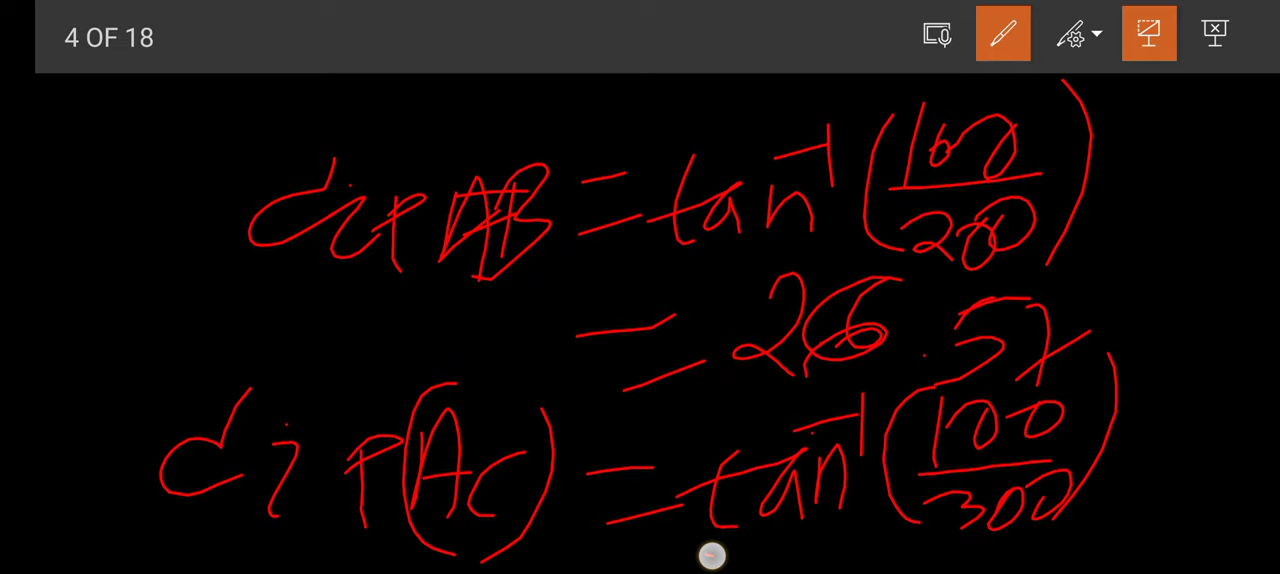 4 OF 18
dip AB = tan⁻¹(100/200)
= 26.57
dip(AC) = tan⁻¹(100/300)